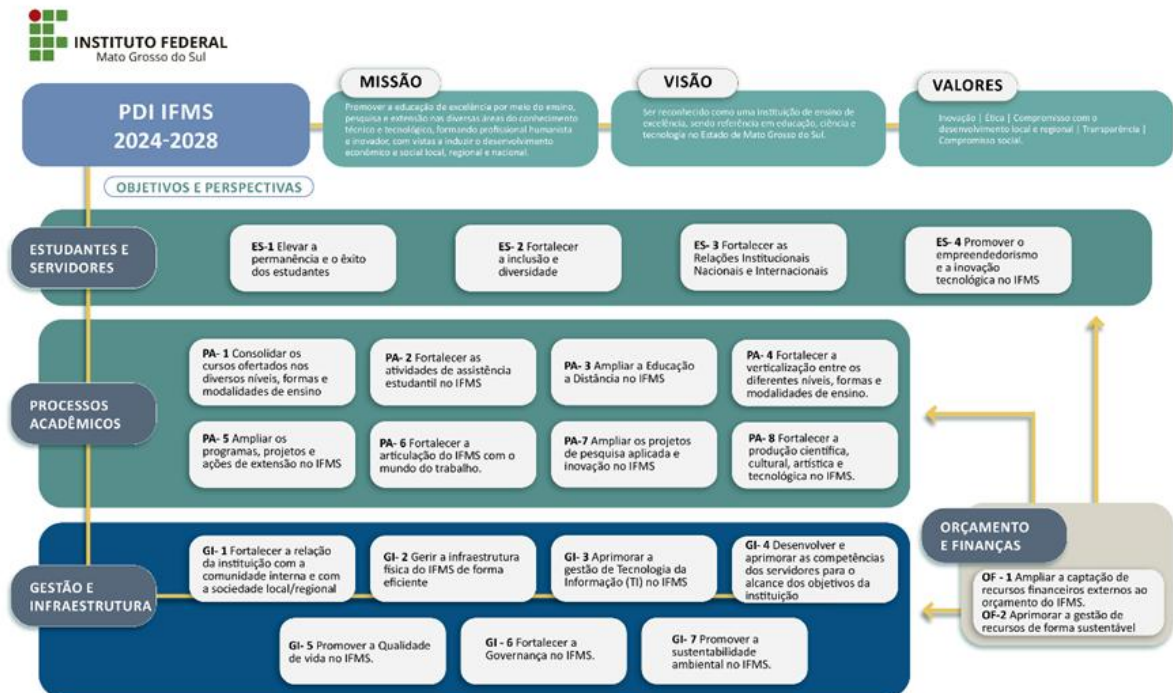 INSTITUTO FEDERAL
Mato Grosso do Sul
PDI IFMS
2024-2028
MISSÃO
Promover a educação de excelência por meio do ensino,
pesquisa e extensão nas diversas áreas do conhecimento
técnico e tecnológico, formando profissional humanista
e inovador, com vistas a induzir o desenvolvimento
econômico e social local, regional e nacional.
VISÃO
Ser reconhecido como uma instituição de ensino de
excelência, sendo referência em educação, ciência e
tecnologia no Estado de Mato Grosso do Sul.
VALORES
Inovação | Ética | Compromisso com o
desenvolvimento local e regional | Transparência |
Compromisso social.
OBJETIVOS E PERSPECTIVAS
ESTUDANTES E
SERVIDORES
ES-1 Elevar a
permanência e o êxito
dos estudantes
ES- 2 Fortalecer
a inclusão e
diversidade
ES- 3 Fortalecer as
Relações Institucionais
Nacionais e Internacionais
ES- 4 Promover o
empreendedorismo
e a inovação
tecnológica no IFMS
PROCESSOS
ACADÊMICOS
PA- 1 Consolidar os
cursos ofertados nos
diversos níveis, formas e
modalidades de ensino
PA- 2 Fortalecer as
atividades de assistência
estudantil no IFMS
PA- 3 Ampliar a Educação
a Distância no IFMS
PA- 4 Fortalecer a
verticalização entre os
diferentes níveis, formas e
modalidades de ensino.
PA- 5 Ampliar os
programas, projetos e
ações de extensão no IFMS
PA- 6 Fortalecer a
articulação do IFMS com o
mundo do trabalho.
PA-7 Ampliar os projetos
de pesquisa aplicada e
inovação no IFMS
PA- 8 Fortalecer a
produção científica,
cultural, artística e
tecnológica no IFMS.
GESTÃO E
INFRAESTRUTURA
GI- 1 Fortalecer a relação
da instituição com a
comunidade interna e com
a sociedade local/regional
GI- 2 Gerir a infraestrutura
física do IFMS de forma
eficiente
GI- 3 Aprimorar a
gestão de Tecnologia da
Informação (TI) no IFMS
GI- 4 Desenvolver e
aprimorar as competências
dos servidores para o
alcance dos objetivos da
instituição
GI- 5 Promover a Qualidade
de vida no IFMS.
GI - 6 Fortalecer a
Governança no IFMS.
GI- 7 Promover a
sustentabilidade
ambiental no IFMS.
ORÇAMENTO
E FINANÇAS
OF - 1 Ampliar a captação de
recursos financeiros externos ao
orçamento do IFMS.
OF-2 Aprimorar a gestão de
recursos de forma sustentável